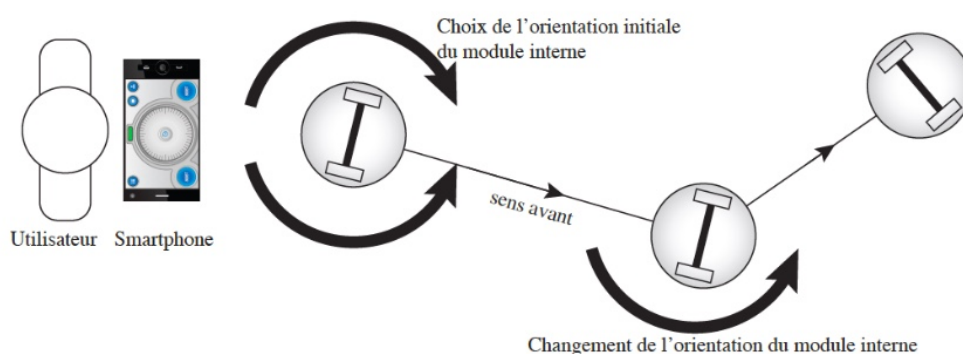 Choix de l'orientation initiale
du module interne
Utilisateur
Smartphone
sens avant
Changement de l'orientation du module interne